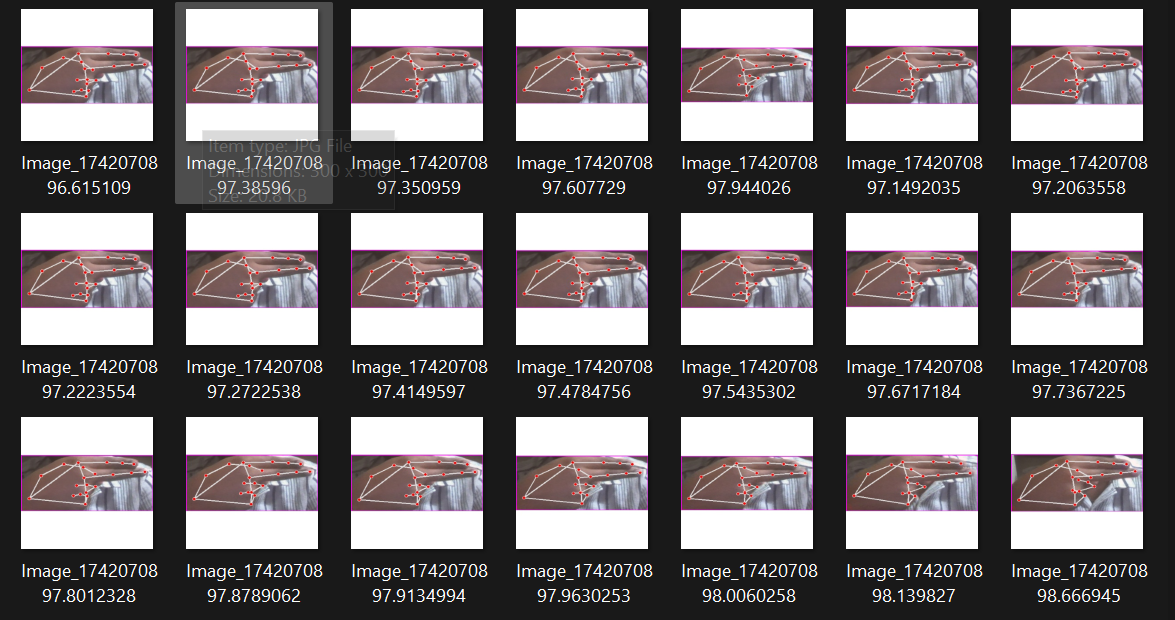 Image_17420708
96.615109
Image_17420708
97.38596
Image_17420708
97.350959
Image_17420708
97.607729
Image_17420708
97.944026
Image_17420708
97.1492035
Image_17420708
97.2063558
Item type: JPG File
Dimensions: 300 x 300
Size: 20.8 KB
Image_17420708
97.2223554
Image_17420708
97.2722538
Image_17420708
97.4149597
Image_17420708
97.4784756
Image_17420708
97.5435302
Image_17420708
97.6717184
Image_17420708
97.7367225
Image_17420708
97.8012328
Image_17420708
97.8789062
Image_17420708
97.9134994
Image_17420708
97.9630253
Image_17420708
98.0060258
Image_17420708
98.139827
Image_17420708
98.666945